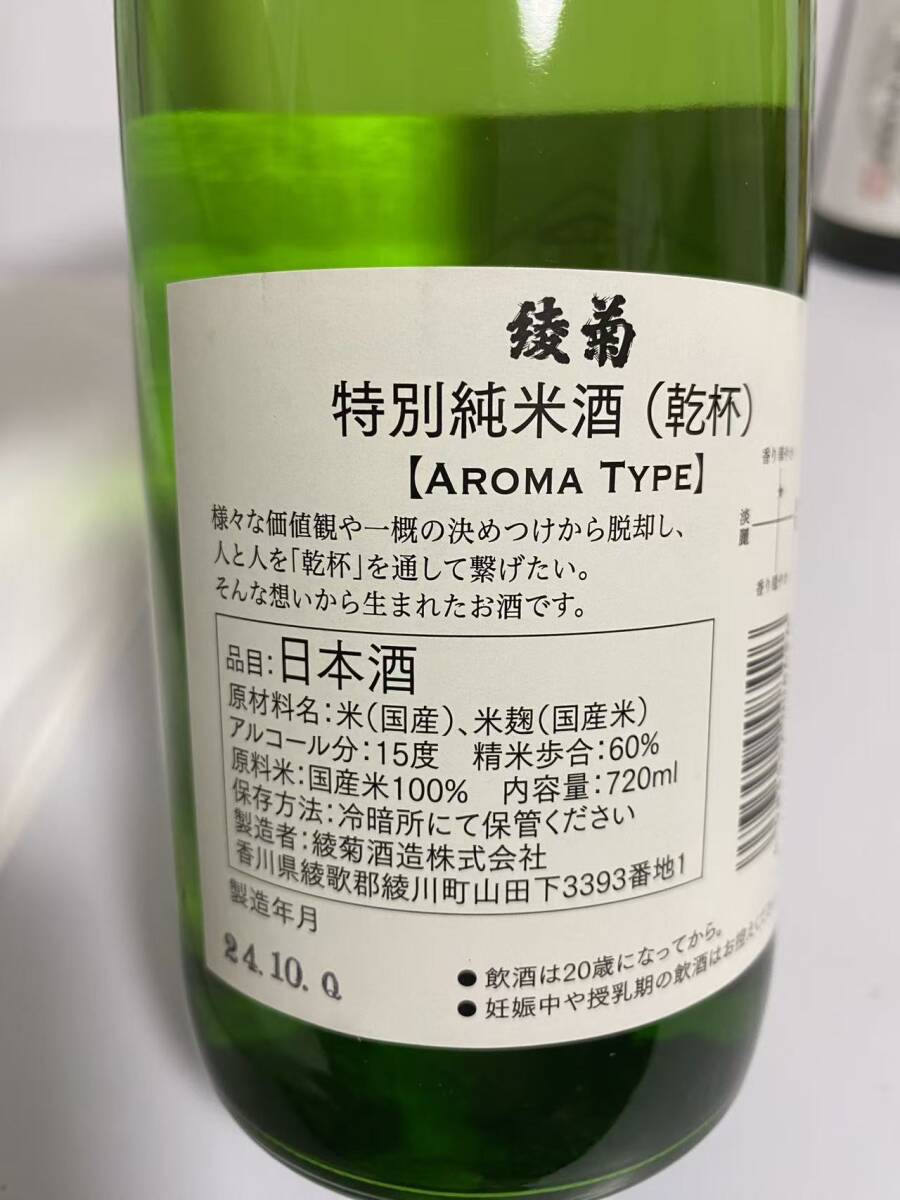 綾菊
特別純米酒（乾杯）
【AROMA TYPE】
様々な価値観や一概の決めつけから脱却し、
人と人を「乾杯」を通して繋げたい。
そんな想いから生まれたお酒です。
淡麗
品目：日本酒
原材料名：米（国産）、米麹（国産米）
アルコール分：15度 精米歩合：60%
原料米：国産米100% 内容量：720ml
保存方法：冷暗所にて保管ください
製造者：綾菊酒造株式会社
香川県綾歌郡綾川町山田下3393番地1
製造年月
24.10.Q
●飲酒は20歳になってから。
●妊娠中や授乳期の飲酒はお控えくだ